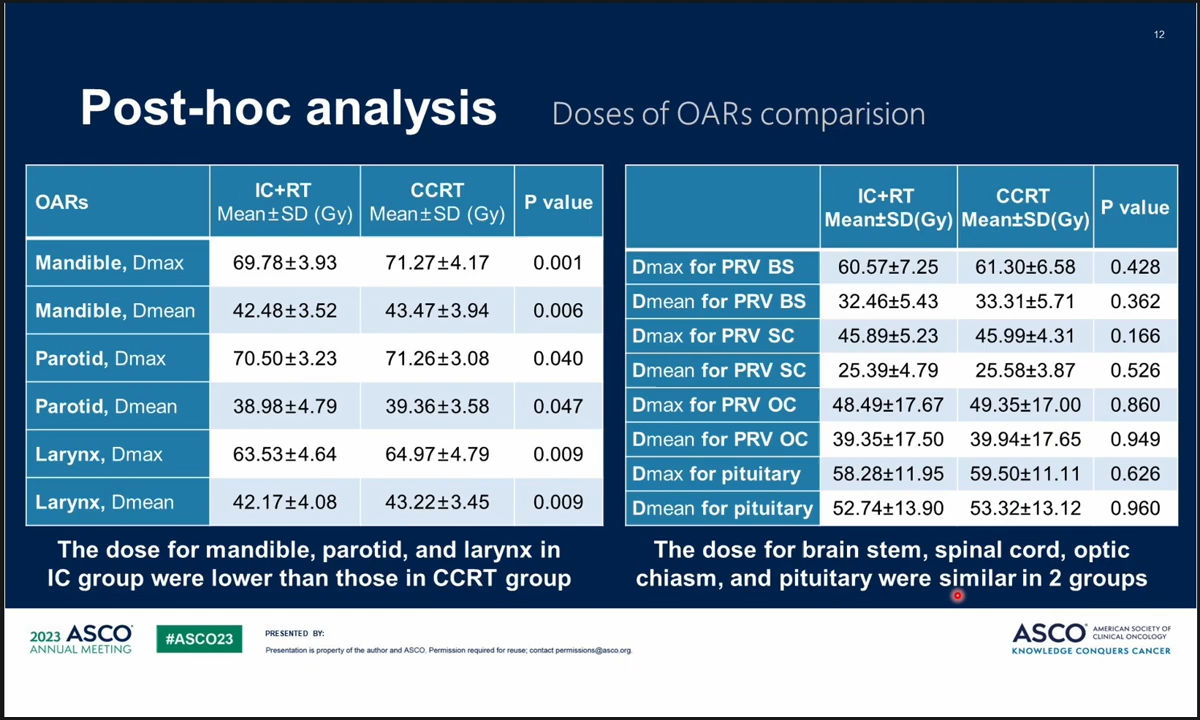 12
Post-hoc analysis Doses of OARs comparision
OARs IC+RT Mean±SD (Gy) CCRT Mean±SD (Gy) P value
Mandible, Dmax 69.78±3.93 71.27±4.17 0.001
Mandible, Dmean 42.48±3.52 43.47±3.94 0.006
Parotid, Dmax 70.50±3.23 71.26±3.08 0.040
Parotid, Dmean 38.98±4.79 39.36±3.58 0.047
Larynx, Dmax 63.53±4.64 64.97±4.79 0.009
Larynx, Dmean 42.17±4.08 43.22±3.45 0.009
The dose for mandible, parotid, and larynx in
IC group were lower than those in CCRT group
IC+RT Mean±SD(Gy) CCRT Mean±SD(Gy) P value
Dmax for PRV BS 60.57±7.25 61.30±6.58 0.428
Dmean for PRV BS 32.46±5.43 33.31±5.71 0.362
Dmax for PRV SC 45.89±5.23 45.99±4.31 0.166
Dmean for PRV SC 25.39±4.79 25.58±3.87 0.526
Dmax for PRV OC 48.49±17.67 49.35±17.00 0.860
Dmean for PRV OC 39.35±17.50 39.94±17.65 0.949
Dmax for pituitary 58.28±11.95 59.50±11.11 0.626
Dmean for pituitary 52.74±13.90 53.32±13.12 0.960
The dose for brain stem, spinal cord, optic
chiasm, and pituitary were similar in 2 groups
2023 ASCO
ANNUAL MEETING
#ASCO23
PRESENTED BY:
Presentation is property of the author and ASCO. Permission required for reuse; contact permissions@asco.org.
ASCO AMERICAN SOCIETY OF
CLINICAL ONCOLOGY
KNOWLEDGE CONQUERS CANCER